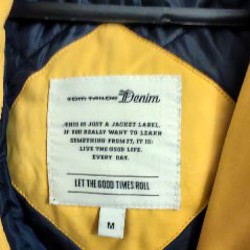 TOM TAILOR Denim
THIS IS JUST A JACKET LABEL.
IF YOU REALLY WANT TO LEARN
SOMETHING FROM IT, IT IS:
LIVE THE GOOD LIFE.
EVERY DAY.
LET THE GOOD TIMES ROLL
M